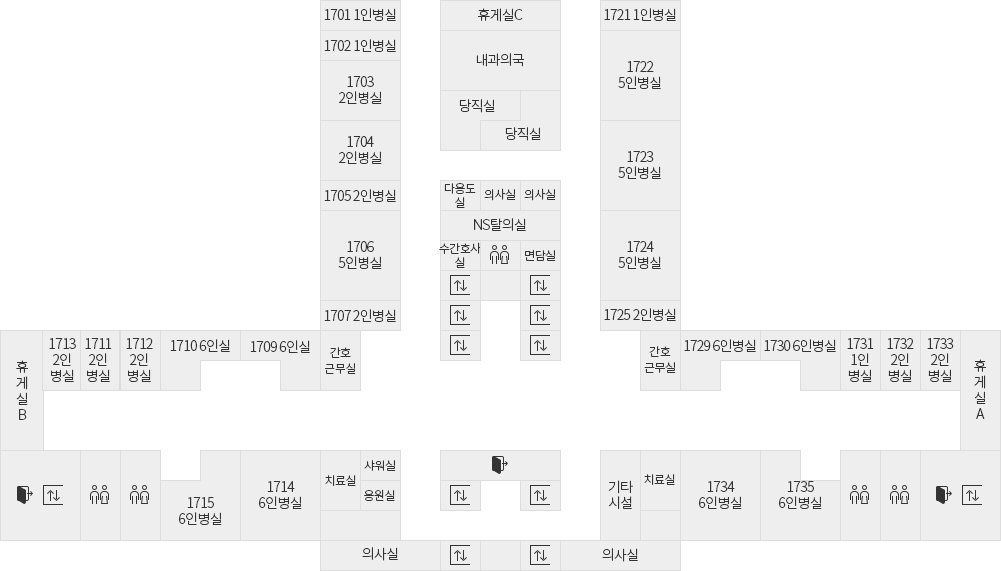 1701 1인병실
휴게실C
1721 1인병실
1702 1인병실
내과의국
1703
2인병실
1722
5인병실
당직실
당직실
1704
2인병실
1723
5인병실
1705 2인병실
다용도
실
의사실
의사실
NS탈의실
1706
5인병실
수간호사
실
면담실
1724
5인병실
1707 2인병실
1725 2인병실
휴
게
실
B
1713
2인
병실
1711
2인
병실
1712
2인
병실
1710 6인실
1709 6인실
간호
근무실
간호
근무실
1729 6인병실
1730 6인병실
1731
1인
병실
1732
2인
병실
1733
2인
병실
휴
게
실
A
1715
6인병실
1714
6인병실
치료실
샤워실
응원실
기타
시설
치료실
1734
6인병실
1735
6인병실
의사실
의사실